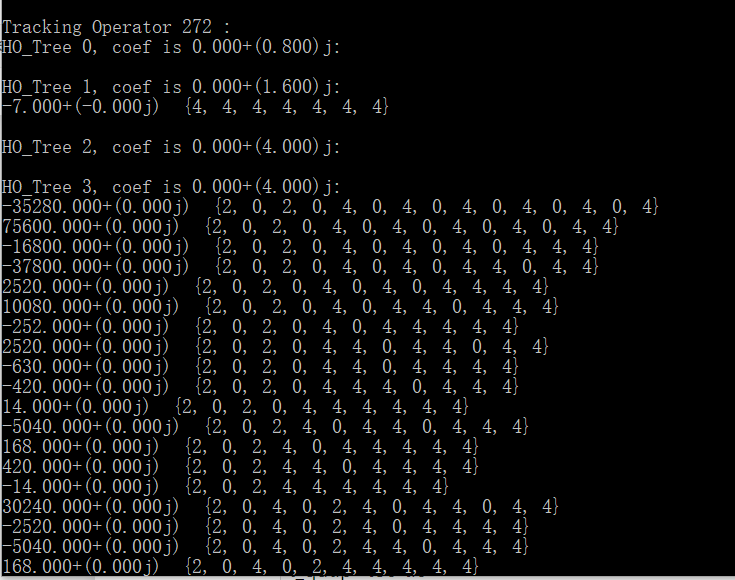 Tracking Operator 272 :
HO_Tree 0, coef is 0.000+(0.800)j:
HO_Tree 1, coef is 0.000+(1.600)j:
-7.000+(-0.000j) {4, 4, 4, 4, 4, 4, 4}
HO_Tree 2, coef is 0.000+(4.000)j:
HO_Tree 3, coef is 0.000+(4.000)j:
-35280.000+(0.000j) {2, 0, 2, 0, 4, 0, 4, 0, 4, 0, 4, 0, 4, 0, 4}
75600.000+(0.000j) {2, 0, 2, 0, 4, 0, 4, 0, 4, 0, 4, 0, 4, 4}
-16800.000+(0.000j) {2, 0, 2, 0, 4, 0, 4, 0, 4, 0, 4, 4, 4}
-37800.000+(0.000j) {2, 0, 2, 0, 4, 0, 4, 0, 4, 4, 0, 4, 4}
2520.000+(0.000j) {2, 0, 2, 0, 4, 0, 4, 0, 4, 4, 4, 4}
10080.000+(0.000j) {2, 0, 2, 0, 4, 0, 4, 4, 0, 4, 4, 4}
-252.000+(0.000j) {2, 0, 2, 0, 4, 0, 4, 4, 4, 4, 4}
2520.000+(0.000j) {2, 0, 2, 0, 4, 4, 0, 4, 4, 0, 4, 4}
-630.000+(0.000j) {2, 0, 2, 0, 4, 4, 0, 4, 4, 4, 4}
-420.000+(0.000j) {2, 0, 2, 0, 4, 4, 4, 0, 4, 4, 4}
14.000+(0.000j) {2, 0, 2, 0, 4, 4, 4, 4, 4, 4}
-5040.000+(0.000j) {2, 0, 2, 4, 0, 4, 4, 0, 4, 4, 4}
168.000+(0.000j) {2, 0, 2, 4, 0, 4, 4, 4, 4, 4}
420.000+(0.000j) {2, 0, 2, 4, 4, 0, 4, 4, 4, 4}
-14.000+(0.000j) {2, 0, 2, 4, 4, 4, 4, 4, 4}
30240.000+(0.000j) {2, 0, 4, 0, 2, 4, 0, 4, 4, 0, 4, 4}
-2520.000+(0.000j) {2, 0, 4, 0, 2, 4, 0, 4, 4, 4, 4}
-5040.000+(0.000j) {2, 0, 4, 0, 2, 4, 4, 0, 4, 4, 4}
168.000+(0.000j) {2, 0, 4, 0, 2, 4, 4, 4, 4, 4}